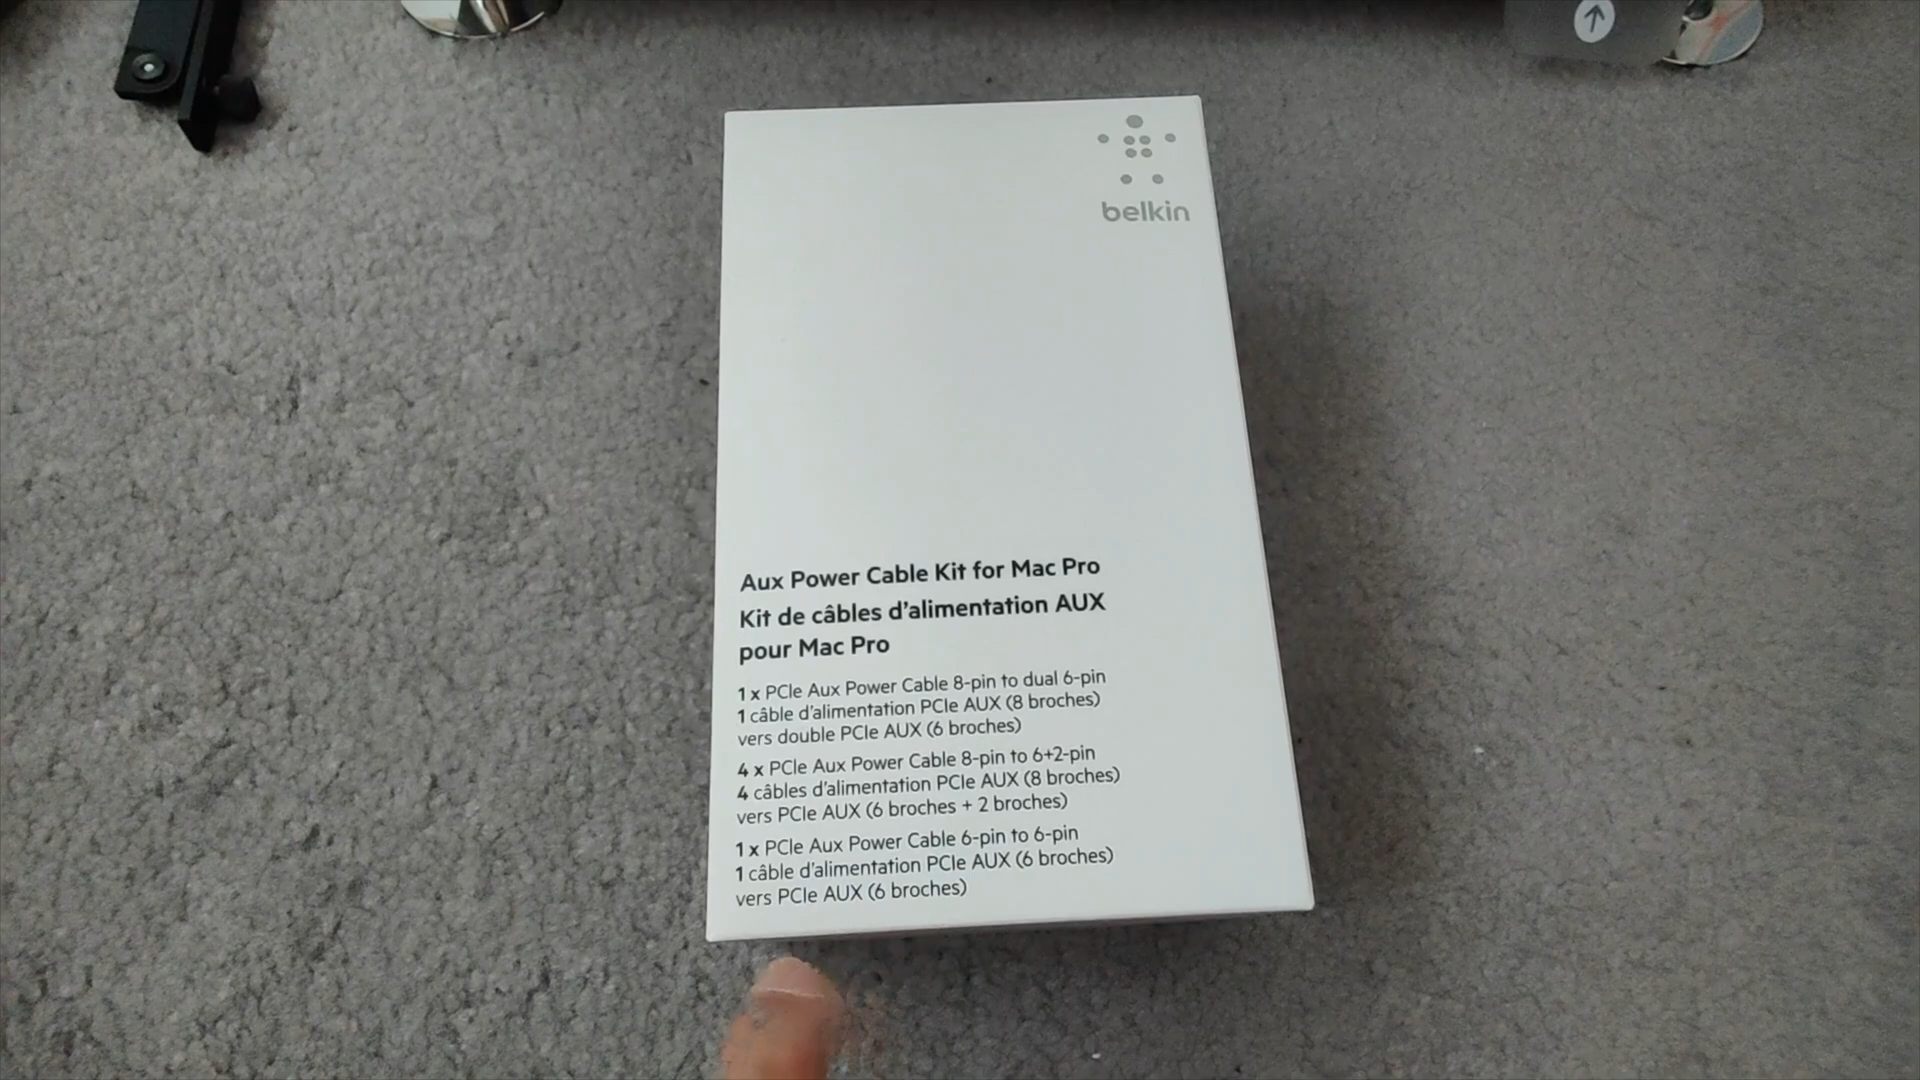 belkin
Aux Power Cable Kit for Mac Pro
Kit de câbles d'alimentation AUX
pour Mac Pro
1 x PCIe Aux Power Cable 8-pin to dual 6-pin
1 câble d'alimentation PCIe AUX (8 broches)
vers double PCIe AUX (6 broches)
4 x PCIe Aux Power Cable 8-pin to 6+2-pin
4 câbles d'alimentation PCIe AUX (8 broches)
vers PCIe AUX (6 broches + 2 broches)
1 x PCIe Aux Power Cable 6-pin to 6-pin
1 câble d'alimentation PCIe AUX (6 broches)
vers PCIe AUX (6 broches)